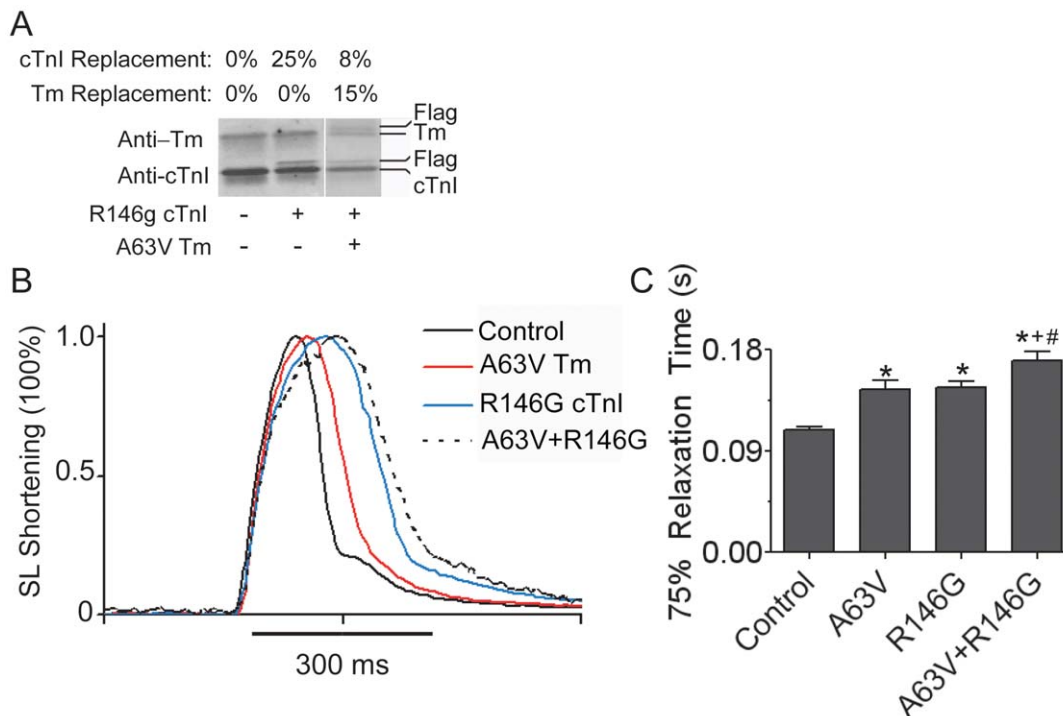 A
cTnI Replacement: 0% 25% 8%
Tm Replacement: 0% 0% 15%
Anti–Tm
Flag
Tm
Anti-cTnI
Flag
cTnI
R146g cTnI - + +
A63V Tm - - +
B
SL Shortening (100%)
1.0
0.5
0
300 ms
Control
A63V Tm
R146G cTnI
A63V+R146G
C
75% Relaxation Time (s)
0.18
0.09
0.00
* * *+#
Control
A63V
R146G
A63V+R146G